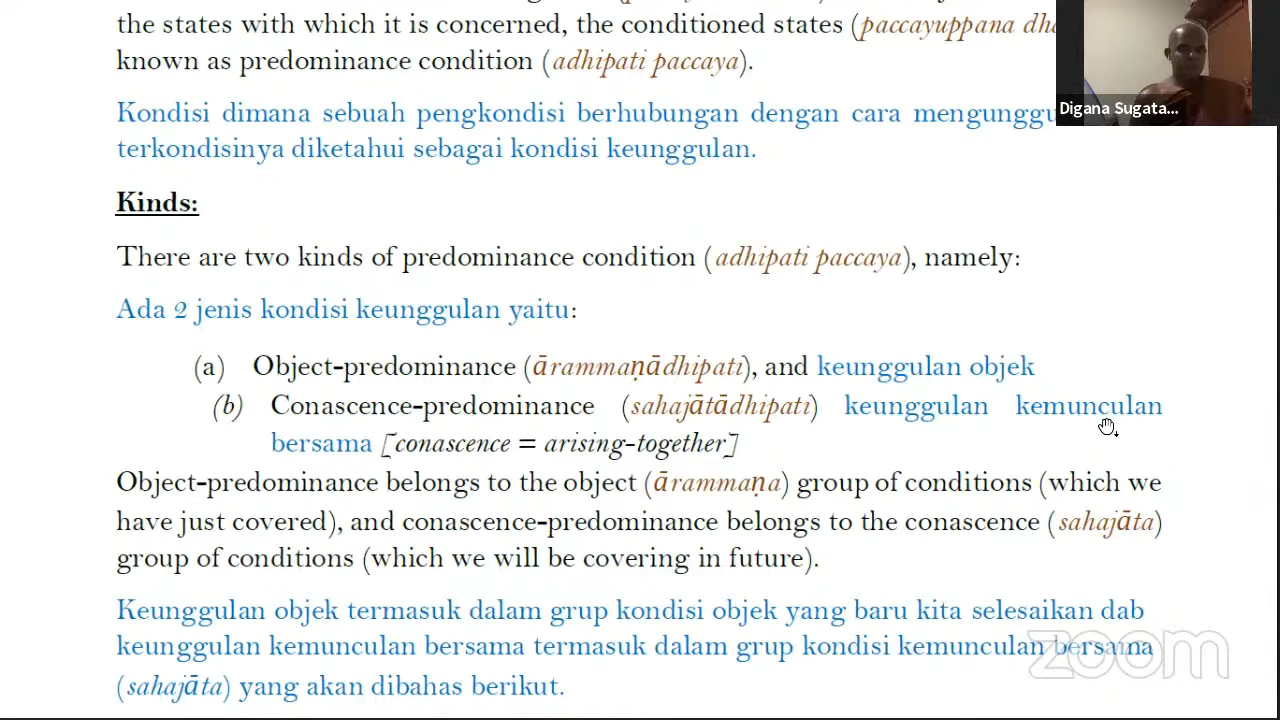 the states with which it is concerned, the conditioned states (paccayuppana
known as predominance condition (adhipati paccaya).
Digana Sugata...
Kondisi dimana sebuah pengkondisi berhubungan dengan cara
terkondisinya diketahui sebagai kondisi keunggulan.
Kinds:
There are two kinds of predominance condition (adhipati paccaya), namely:
Ada 2 jenis kondisi keunggulan yaitu:
(a) Object-predominance (ārammaṇādhipati), and keunggulan objek
(b) Conascence-predominance (sahajātādhipati) keunggulan kemunculan
bersama [conascence = arising-together]
Object-predominance belongs to the object (ārammaṇa) group of conditions (which we
have just covered), and conascence-predominance belongs to the conascence (sahajāta)
group of conditions (which we will be covering in future).
Keunggulan objek termasuk dalam grup kondisi objek yang baru kita selesaikan dab
keunggulan kemunculan bersama termasuk dalam grup kondisi kemunculan bersama
(sahajāta) yang akan dibahas berikut.
zoom